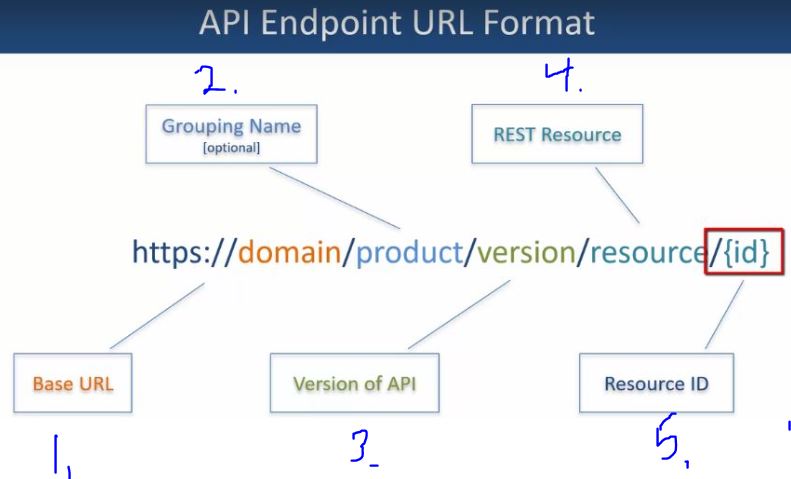 API Endpoint URL Format
2.
4.
Grouping Name
[optional]
REST Resource
https://domain/product/version/resource/{id}
Base URL
Version of API
Resource ID
1.
3.
5.